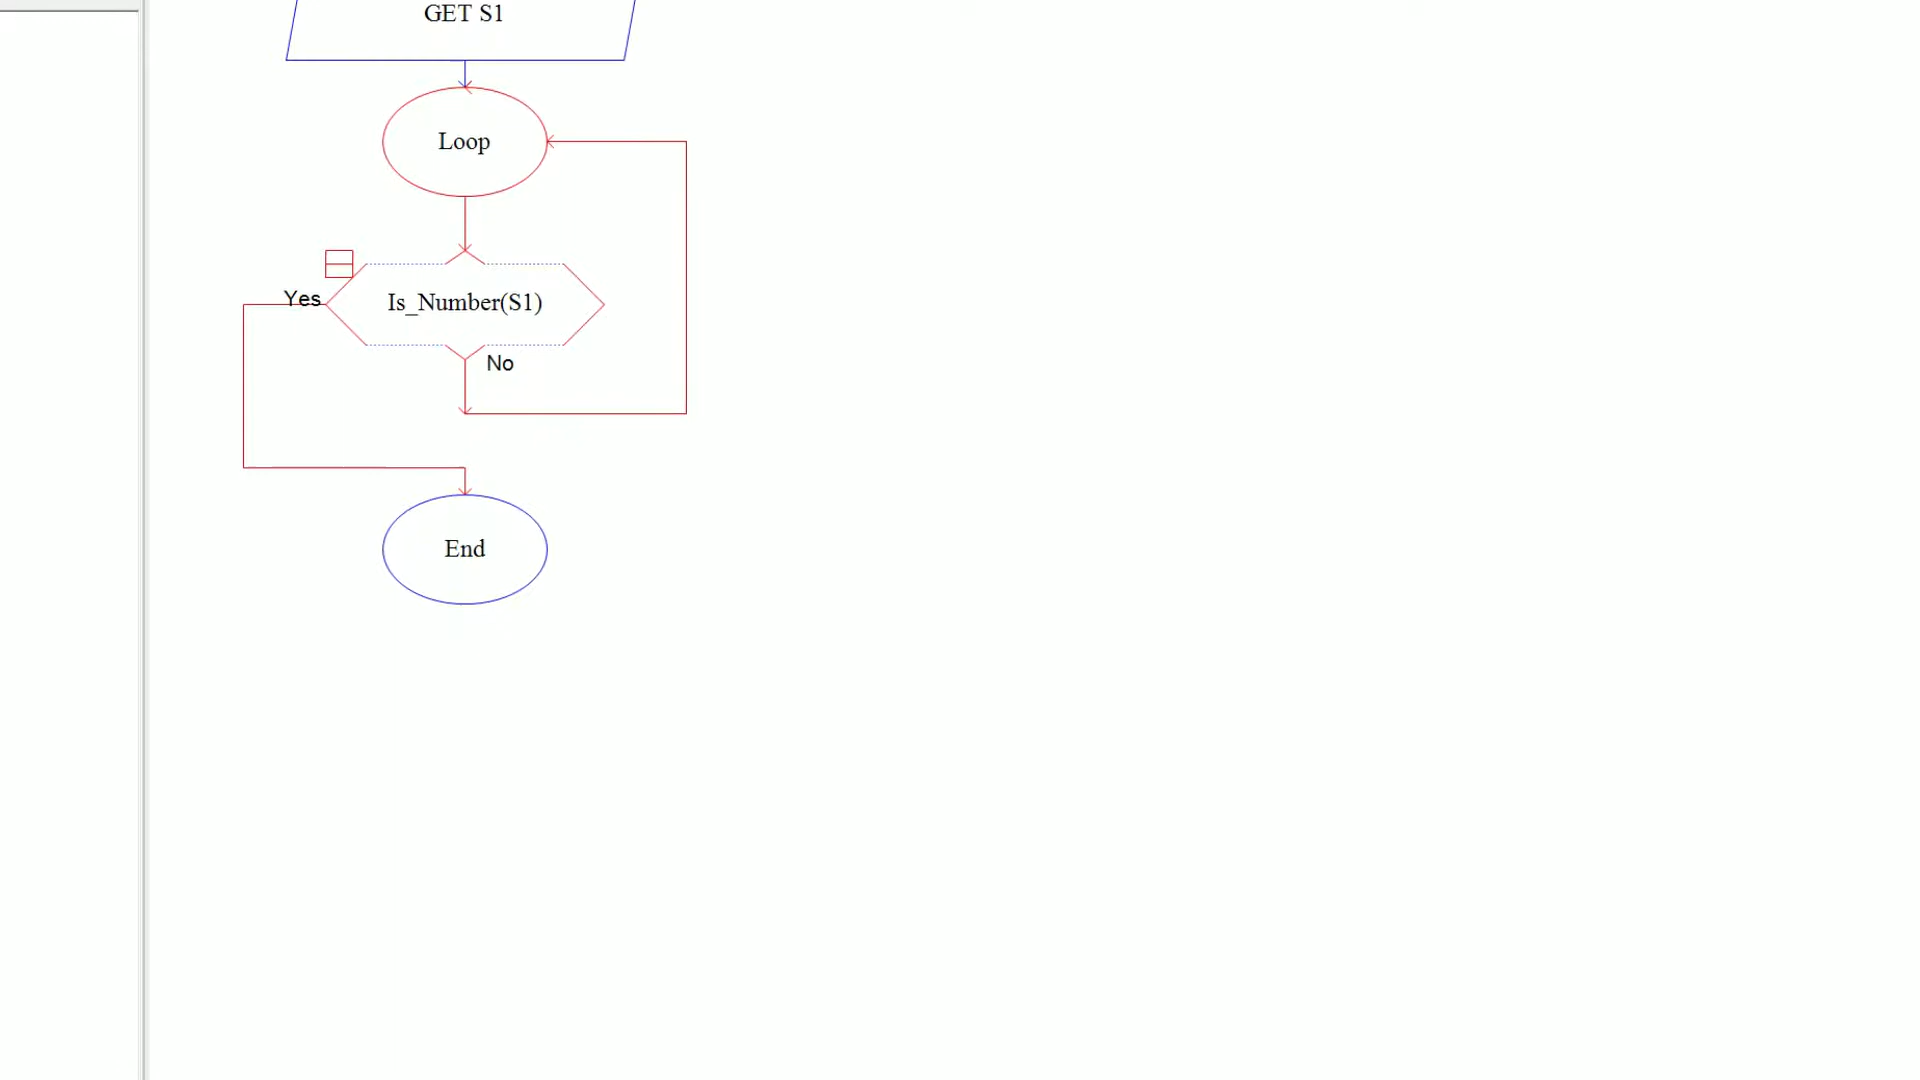 GET S1
Loop
Yes
Is_Number(S1)
No
End